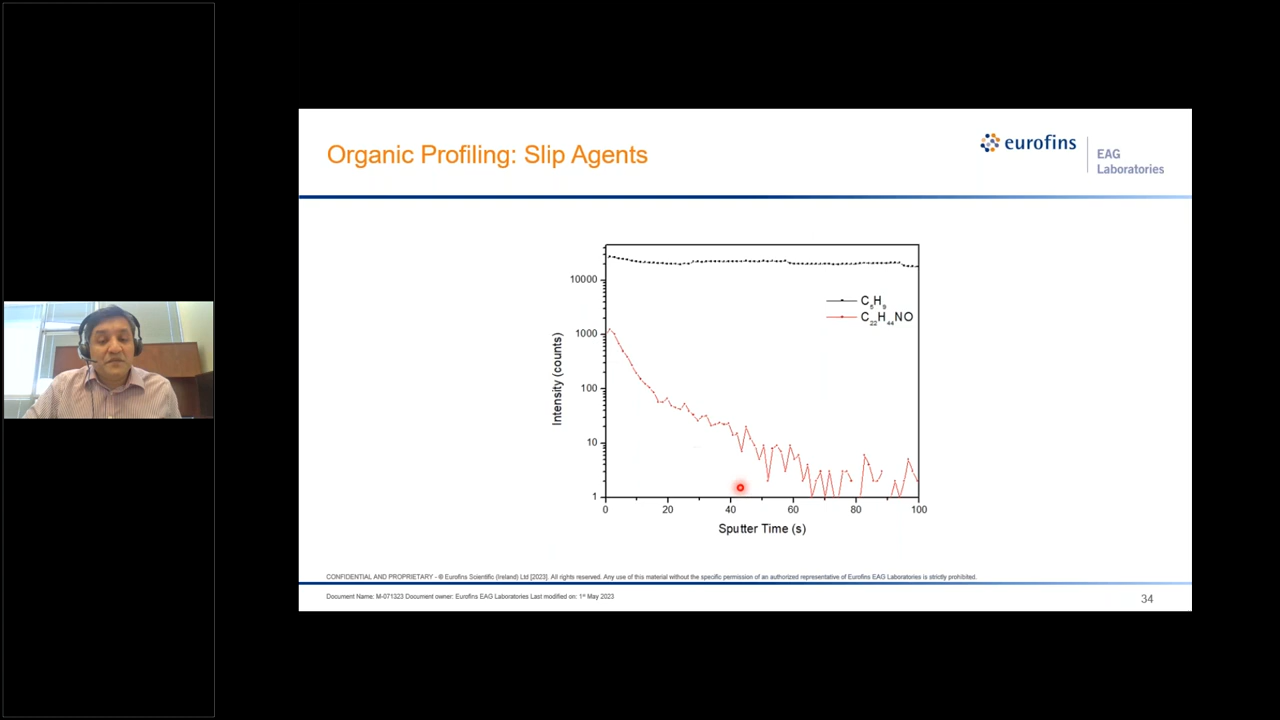 Organic Profiling: Slip Agents
eurofins
EAG
Laboratories
10000
1000
100
10
1
Intensity (counts)
C5H9
C22H44NO
0 20 40 60 80 100
Sputter Time (s)
CONFIDENTIAL AND PROPRIETARY - © Eurofins Scientific (Ireland) Ltd [2023]. All rights reserved. Any use of this material without the specific permission of an authorized representative of Eurofins EAG Laboratories is strictly prohibited.
Document Name: M-071323 Document owner: Eurofins EAG Laboratories Last modified on: 1st May 2023
34